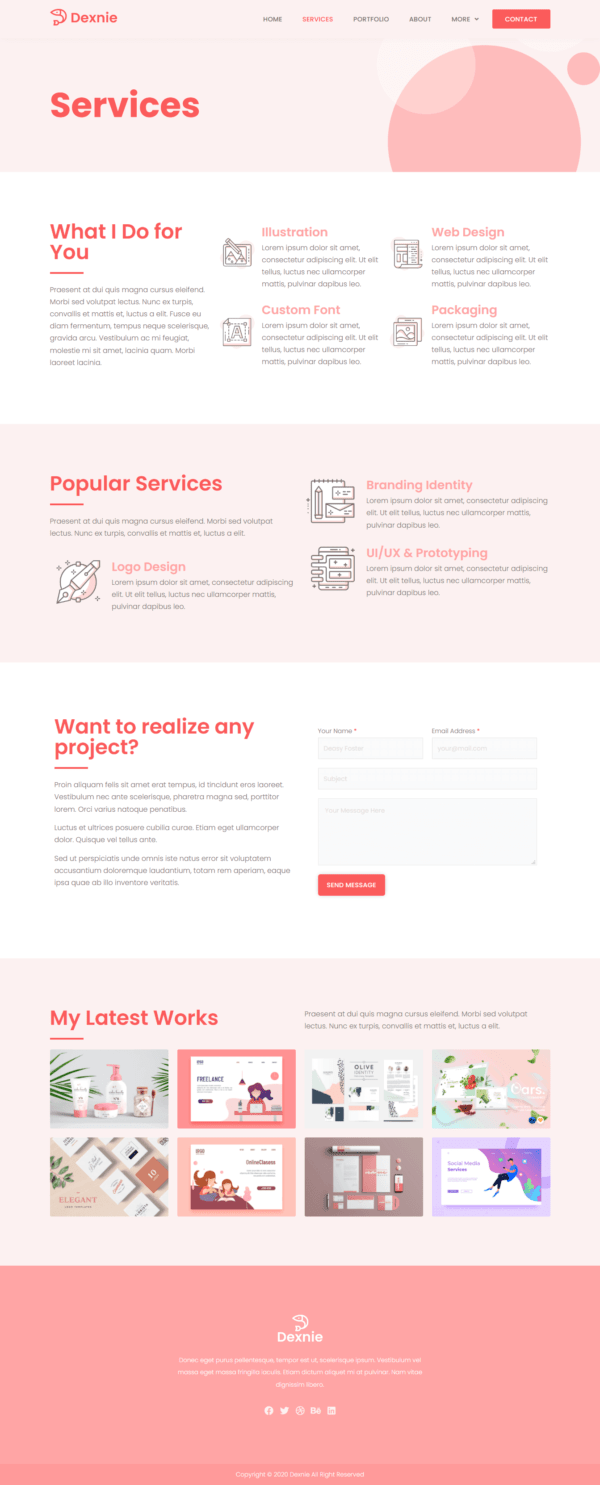 Dexnie
HOME SERVICES PORTFOLIO ABOUT MORE CONTACT
Services
What I Do for
You
Praesent at dui quis magna cursus eleifend.
Morbi sed volutpat lectus. Nunc ex turpis,
convallis et mattis et, luctus a elit. Fusce eu
diam fermentum, tempus neque scelerisque,
gravida arcu. Vestibulum ac mi feugiat,
molestie mi sit amet, lacinia quam. Morbi
laoreet lacinia.
Illustration
Lorem ipsum dolor sit amet,
consectetur adipiscing elit. Ut elit
tellus, luctus nec ullamcorper
mattis, pulvinar dapibus leo.
Web Design
Lorem ipsum dolor sit amet,
consectetur adipiscing elit. Ut elit
tellus, luctus nec ullamcorper
mattis, pulvinar dapibus leo.
Custom Font
Lorem ipsum dolor sit amet,
consectetur adipiscing elit. Ut elit
tellus, luctus nec ullamcorper
mattis, pulvinar dapibus leo.
Packaging
Lorem ipsum dolor sit amet,
consectetur adipiscing elit. Ut elit
tellus, luctus nec ullamcorper
mattis, pulvinar dapibus leo.
Popular Services
Praesent at dui quis magna cursus eleifend. Morbi sed volutpat
lectus. Nunc ex turpis, convallis et mattis et, luctus a elit.
Logo Design
Lorem ipsum dolor sit amet, consectetur adipiscing
elit. Ut elit tellus, luctus nec ullamcorper mattis,
pulvinar dapibus leo.
Branding Identity
Lorem ipsum dolor sit amet, consectetur adipiscing
elit. Ut elit tellus, luctus nec ullamcorper mattis,
pulvinar dapibus leo.
UI/UX & Prototyping
Lorem ipsum dolor sit amet, consectetur adipiscing
elit. Ut elit tellus, luctus nec ullamcorper mattis,
pulvinar dapibus leo.
Want to realize any
project?
Proin aliquam felis sit amet erat tempus, id tincidunt eros laoreet.
Vestibulum nec ante scelerisque, pharetra magna sed, porttitor
lorem. Orci varius natoque penatibus.
Luctus et ultrices posuere cubilia curae. Etiam eget ullamcorper
dolor. Quisque vel tellus ante.
Sed ut perspiciatis unde omnis iste natus error sit voluptatem
accusantium doloremque laudantium, totam rem aperiam, eaque
ipsa quae ab illo inventore veritatis.
Your Name *
Email Address *
your@mail.com
Subject
Your Message Here
SEND MESSAGE
My Latest Works
Praesent at dui quis magna cursus eleifend. Morbi sed volutpat
lectus. Nunc ex turpis, convallis et mattis et, luctus a elit.
FREELANCE
OLIVE
IDENTITY
ars.
ELEGANT
OnlineClasses
Social Media
Services
Dexnie
Donec eget purus pellentesque, tempor est ut, scelerisque ipsum. Vestibulum vel
massa eget massa fringilla iaculis. Etiam dictum aliquet mi at pulvinar. Nam vitae
dignissim libero.
Copyright © 2020 Dexnie All Right Reserved